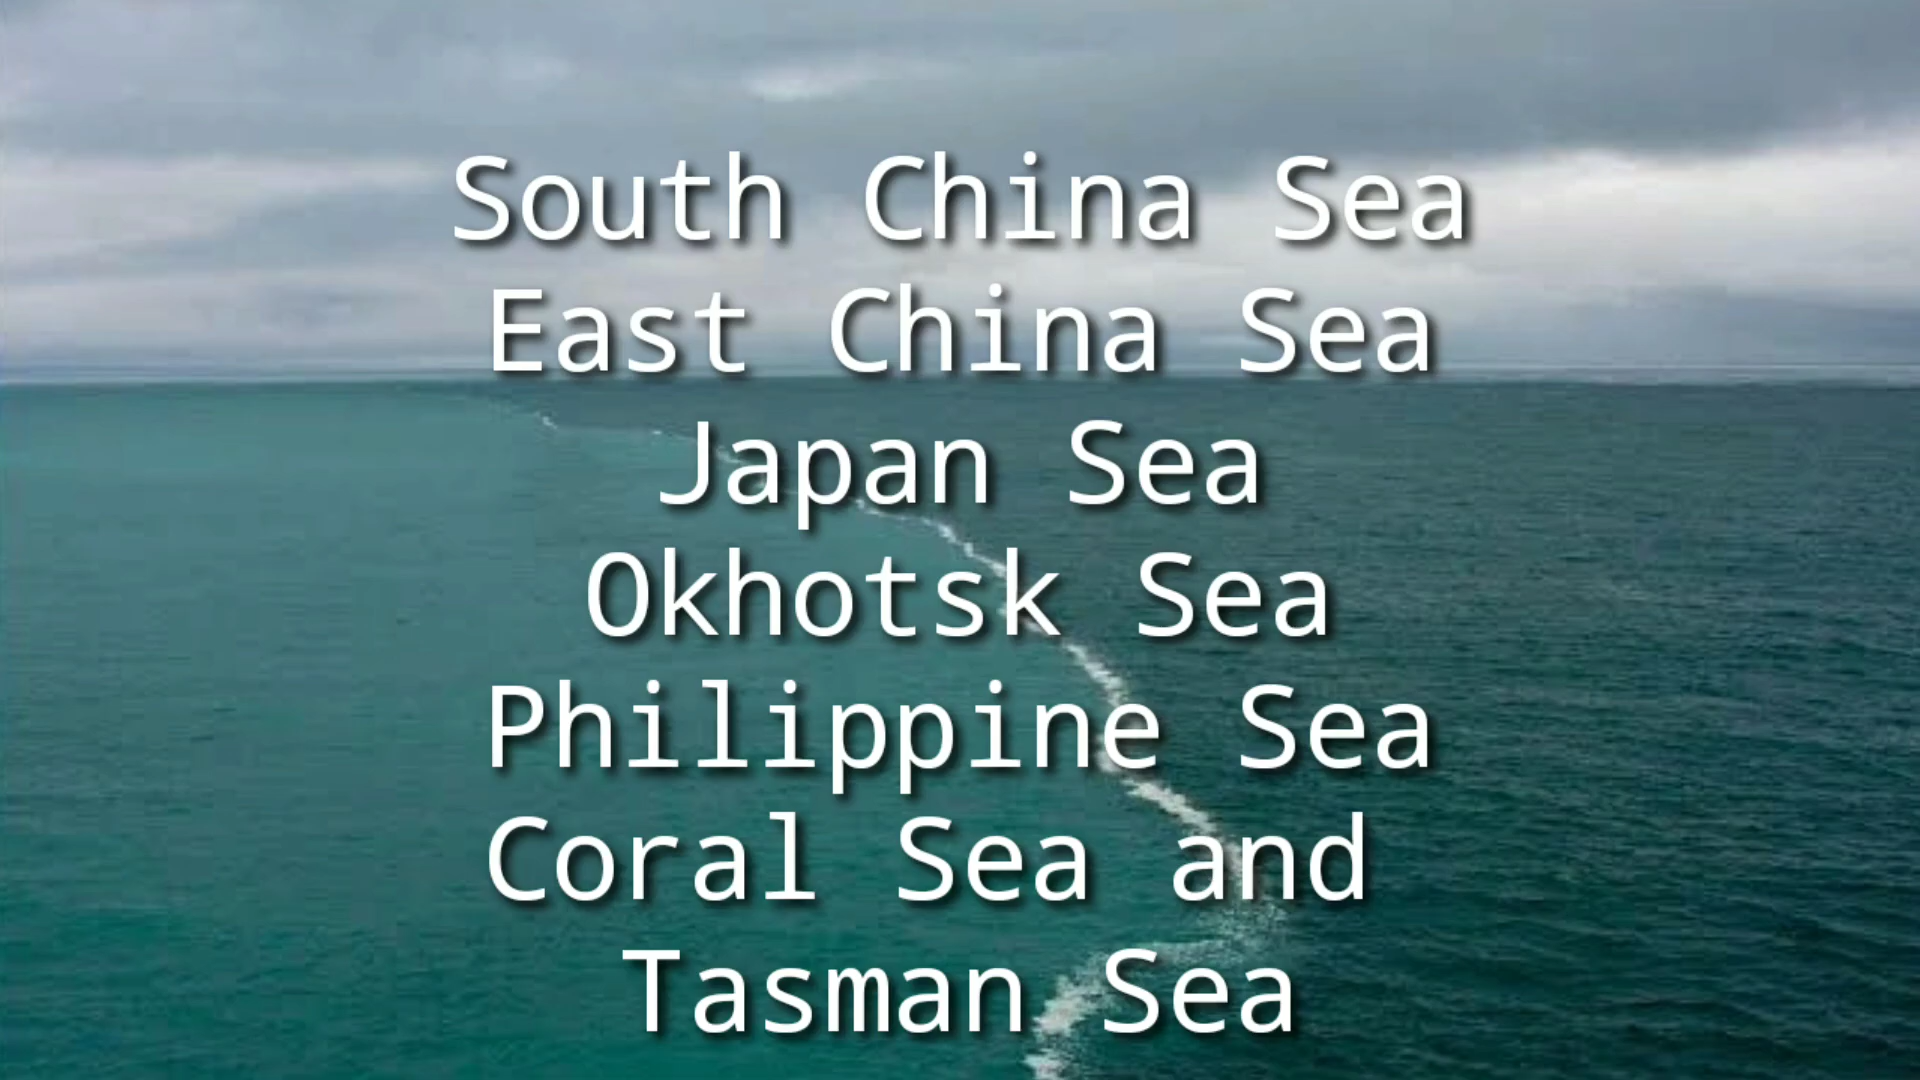 South China Sea
East China Sea
Japan Sea
Okhotsk Sea
Philippine Sea
Coral Sea and
Tasman Sea